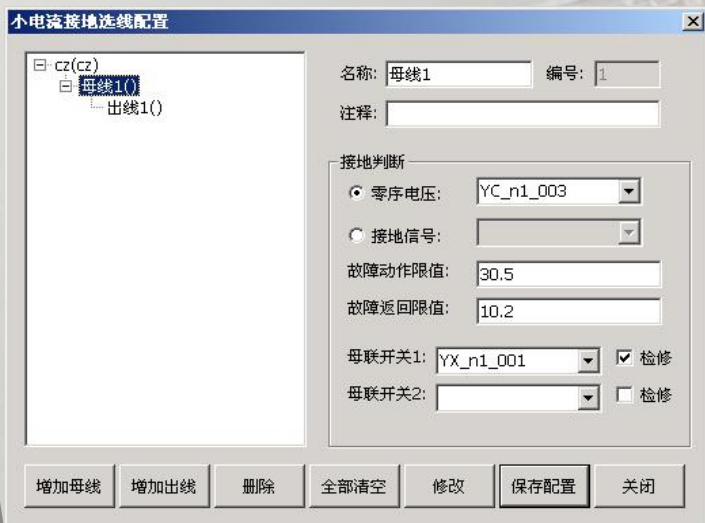 小电流接地选线配置
cz(cz)
母线1()
出线1()
名称: 母线1 编号: 1
注释:
接地判断
零序电压: YC_n1_003
接地信号:
故障动作限值: 30.5
故障返回限值: 10.2
母联开关1: YX_n1_001 检修
母联开关2: 检修
增加母线 增加出线 删除 全部清空 修改 保存配置 关闭